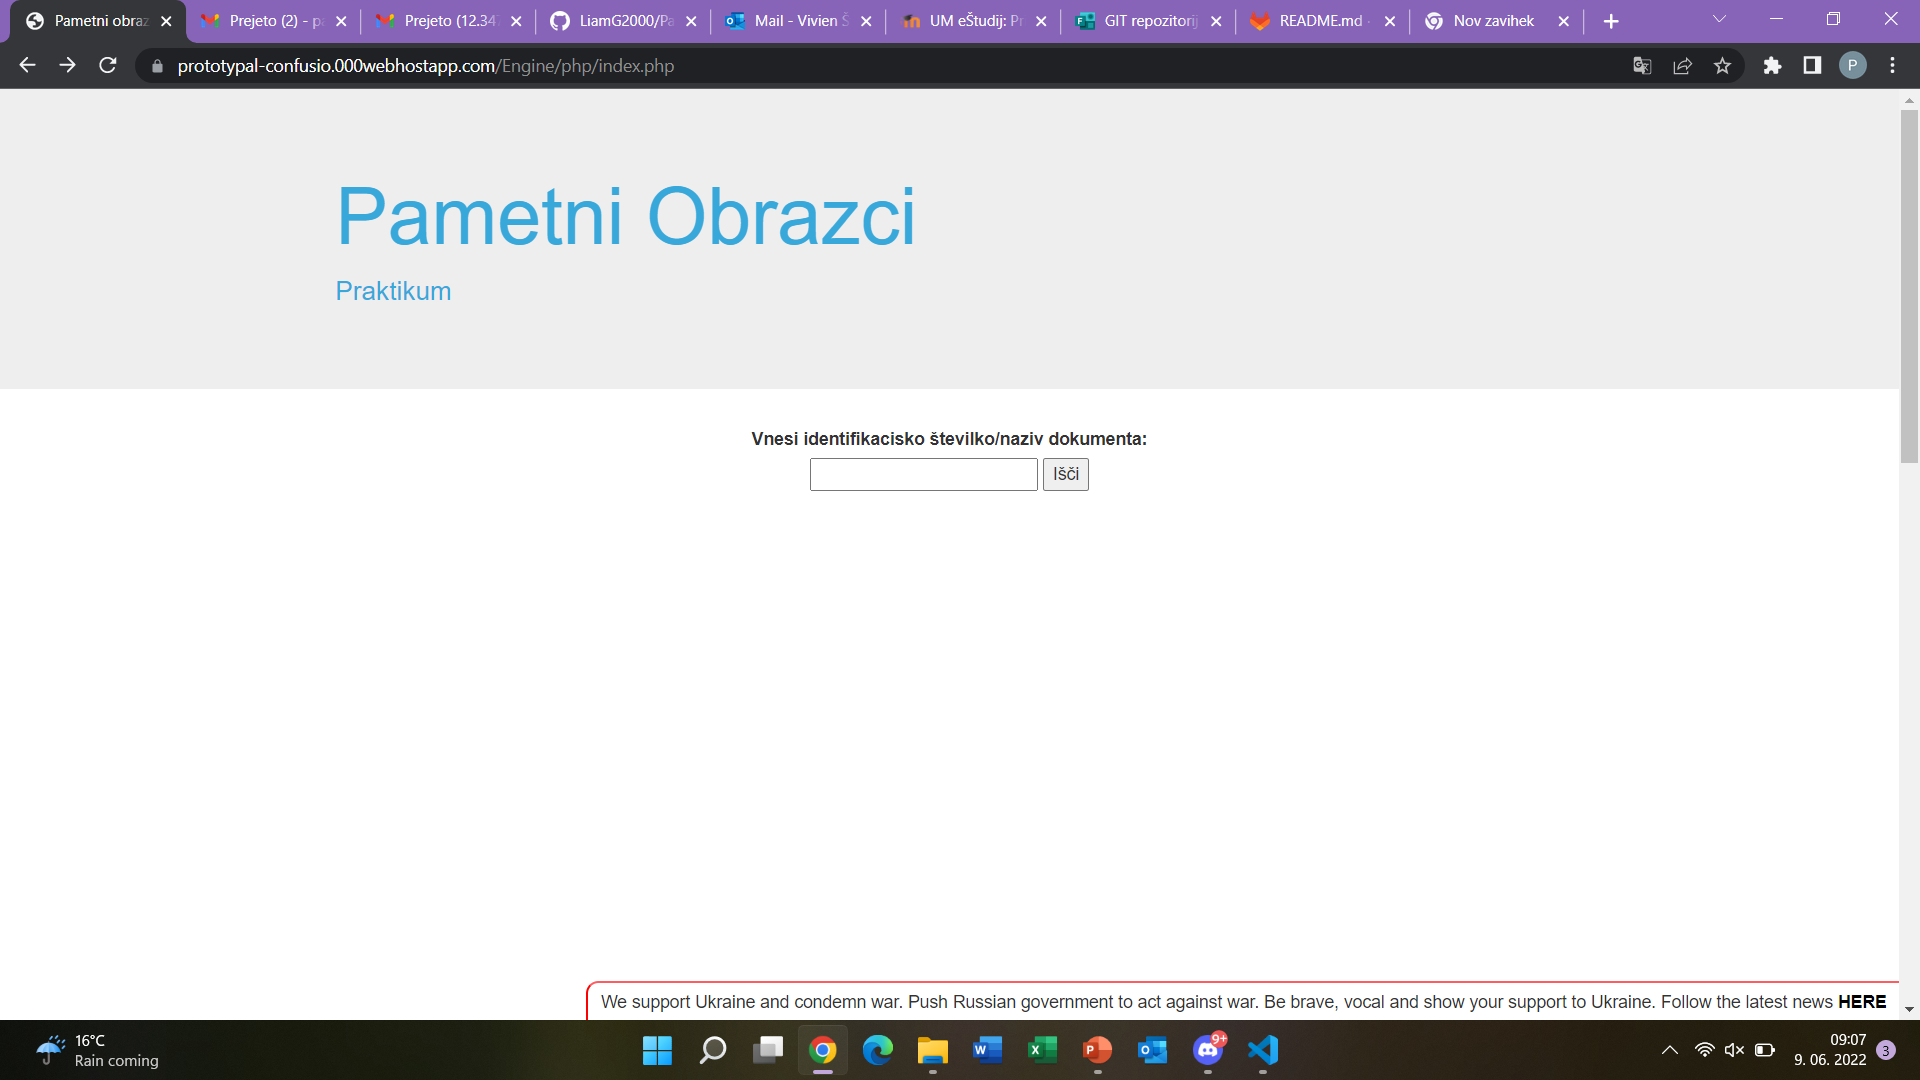 Pametni obraz
Prejeto (2) - p
Prejeto (12.34
LiamG2000/Pa
Mail - Vivien Š
UM eŠtudij: Pr
GIT repozitorij
README.md
Nov zavihek
prototypal-confusio.000webhostapp.com/Engine/php/index.php
P
Pametni Obrazci
Praktikum
Vnesi identifikacisko številko/naziv dokumenta:
Išči
We support Ukraine and condemn war. Push Russian government to act against war. Be brave, vocal and show your support to Ukraine. Follow the latest news HERE
16°C
Rain coming
9+
09:07
9. 06. 2022
3